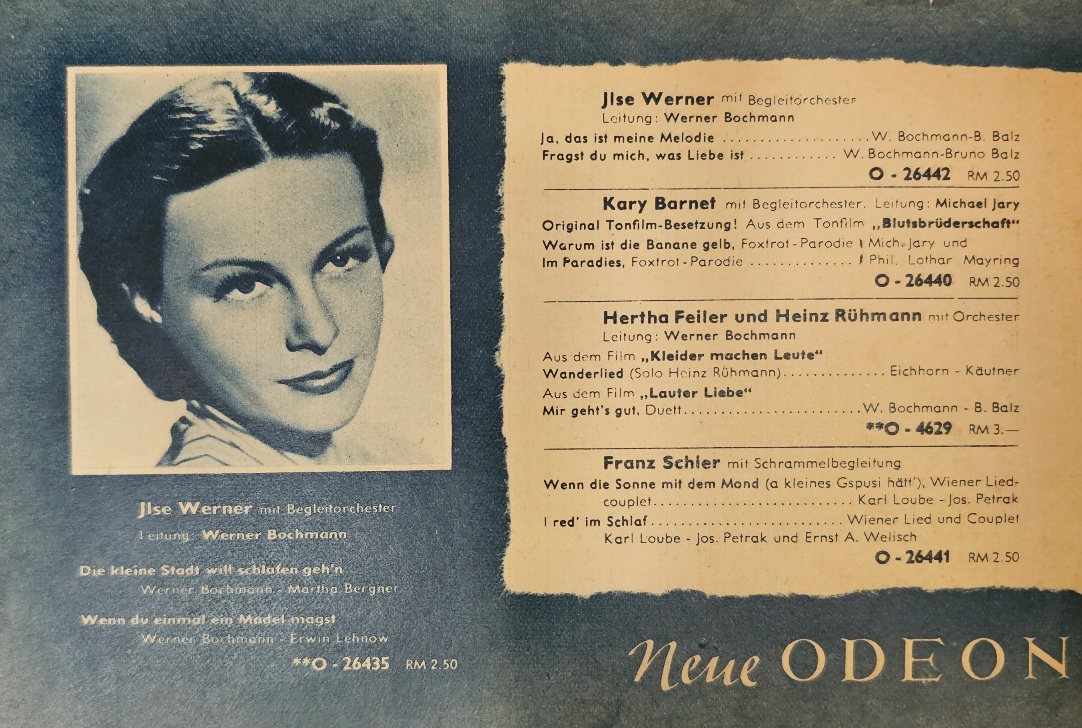 Jlse Werner mit Begleitorchester
Leitung: Werner Bochmann
Die kleine Stadt will schlafen geh'n
Werner Bochmann - Martha Bergner
Wenn du einmal ein Mädel magst
Werner Bochmann - Erwin Lehnow
**O - 26435 RM 2.50
Jlse Werner mit Begleitorchester
Leitung: Werner Bochmann
Ja, das ist meine Melodie .................. W. Bochmann-B. Balz
Fragst du mich, was Liebe ist ............ W. Bochmann-Bruno Balz
O - 26442 RM 2.50
Kary Barnet mit Begleitorchester. Leitung: Michael Jary
Original Tonfilm-Besetzung! Aus dem Tonfilm „Blutsbrüderschaft“
Warum ist die Banane gelb, Foxtrot-Parodie Mich. Jary und
Im Paradies, Foxtrot-Parodie .............. Phil. Lothar Mayring
O - 26440 RM 2.50
Hertha Feiler und Heinz Rühmann mit Orchester
Leitung: Werner Bochmann
Aus dem Film „Kleider machen Leute“
Wanderlied (Solo Heinz Rühmann).............. Eichhorn - Käutner
Aus dem Film „Lauter Liebe“
Mir geht's gut, Duett........................W. Bochmann - B. Balz
**O - 4629 RM 3.—
Franz Schier mit Schrammelbegleitung
Wenn die Sonne mit dem Mond (a kleines Gspusi hätt'), Wiener Lied-
couplet........................... Karl Loube - Jos. Petrak
I red' im Schlaf.......................... Wiener Lied und Couplet
Karl Loube - Jos. Petrak und Ernst A. Welisch
O - 26441 RM 2.50
Neue ODEON